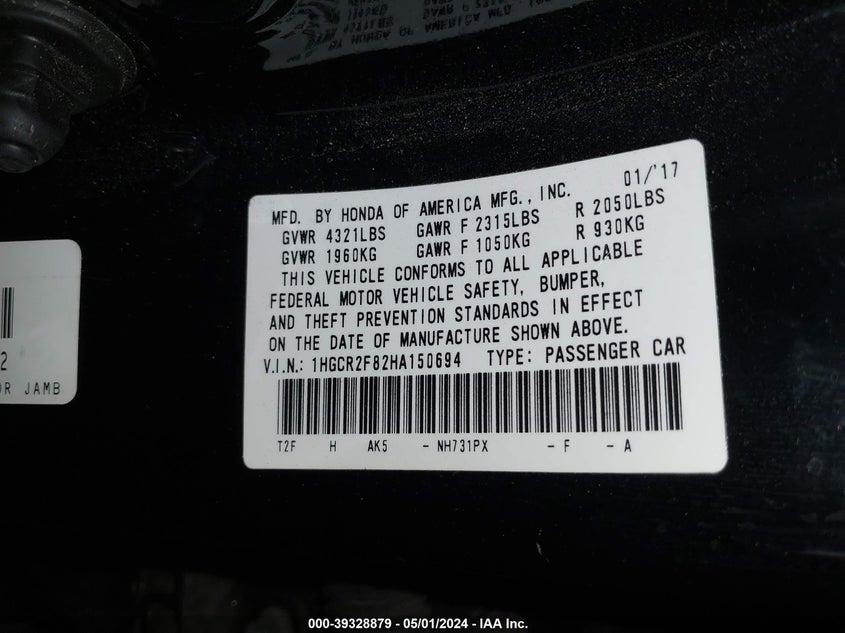 MFD. BY HONDA OF AMERICA MFG., INC. 01/'17
GVWR 4321LBS GAWR F 2315LBS R 2050LBS
GVWR 1960KG GAWR F 1050KG R 930KG
THIS VEHICLE CONFORMS TO ALL APPLICABLE
FEDERAL MOTOR VEHICLE SAFETY, BUMPER,
AND THEFT PREVENTION STANDARDS IN EFFECT
ON THE DATE OF MANUFACTURE SHOWN ABOVE.
V.I.N.: 1HGCR2F82HA150694 TYPE: PASSENGER CAR
T2F H AK5 - NH731PX - F - A
2
OR JAMB
000-39328879 - 05/01/2024 - IAA Inc.